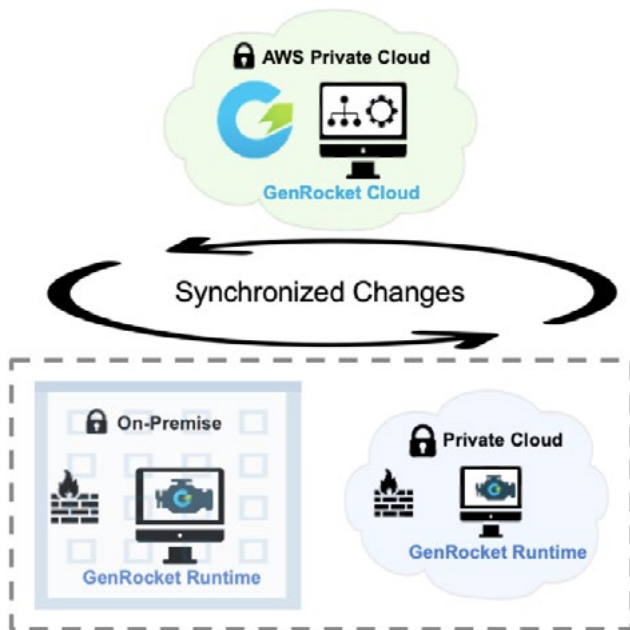 AWS Private Cloud
GenRocket Cloud
Synchronized Changes
On-Premise
GenRocket Runtime
Private Cloud
GenRocket Runtime